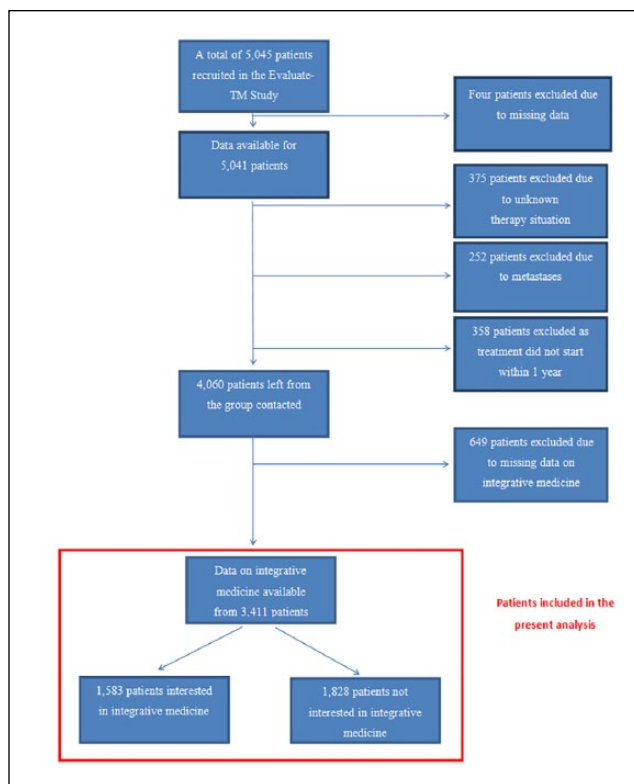 A total of 5,045 patients
recruited in the Evaluate-
TM Study
Four patients excluded due
to missing data
Data available for
5,041 patients
375 patients excluded due
to unknown
therapy situation
252 patients excluded due
to metastases
358 patients excluded as
treatment did not start
within 1 year
4,060 patients left from
the group contacted
649 patients excluded due
to missing data on
integrative medicine
Data on integrative
medicine available
from 3,411 patients
Patients included in the
present analysis
1,583 patients interested
in integrative medicine
1,828 patients not
interested in integrative
medicine